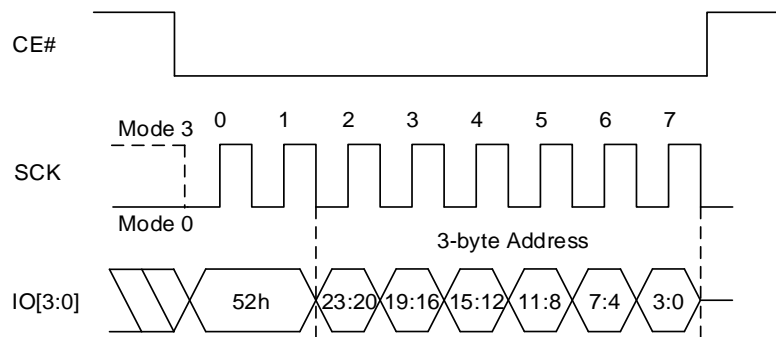 CE#
Mode 3 0 1 2 3 4 5 6 7
SCK
Mode 0
3-byte Address
IO[3:0] 52h 23:20 19:16 15:12 11:8 7:4 3:0